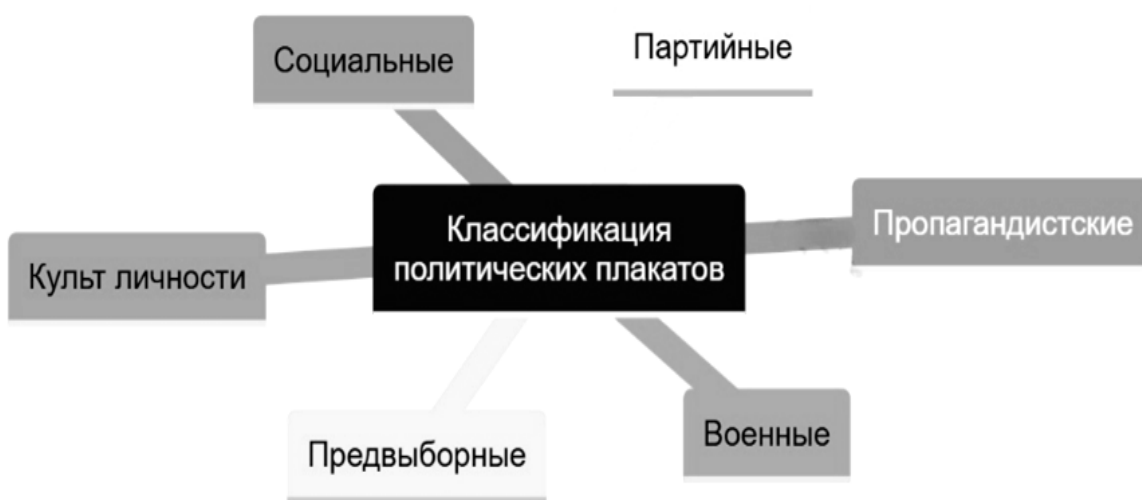 Социальные
Партийные
Классификация
политических плакатов
Пропагандистские
Культ личности
Предвыборные
Военные